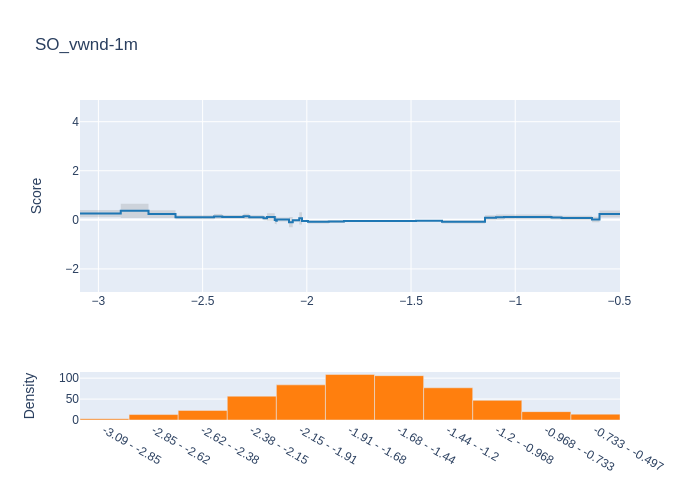 SO_vwnd-1m
Score
4
2
0
−2
−3
−2.5
−2
−1.5
−1
−0.5
Density
100
50
0
-3.09 - -2.85
-2.85 - -2.62
-2.62 - -2.38
-2.38 - -2.15
-2.15 - -1.91
-1.91 - -1.68
-1.68 - -1.44
-1.44 - -1.2
-1.2 - -0.968
-0.968 - -0.733
-0.733 - -0.497